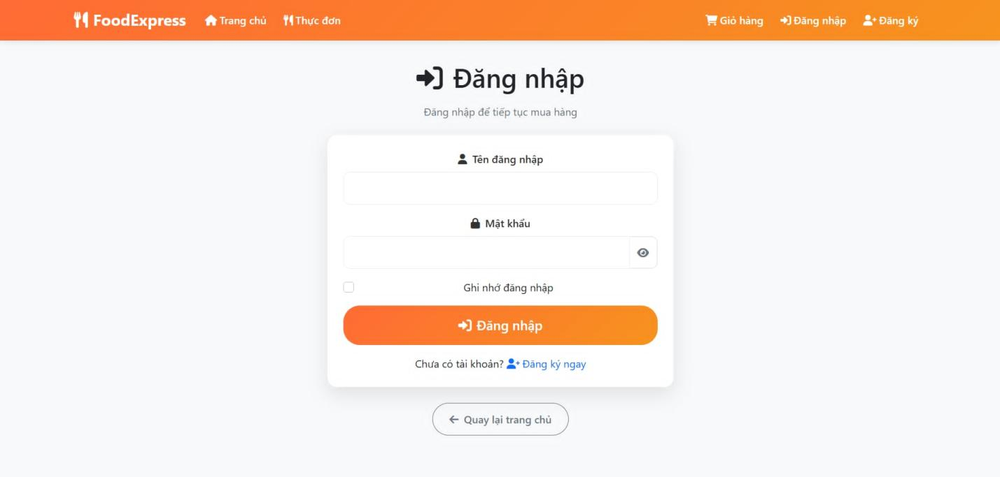 FoodExpress Trang chủ Thực đơn Giỏ hàng Đăng nhập Đăng ký
Đăng nhập
Đăng nhập để tiếp tục mua hàng
Tên đăng nhập
Mật khẩu
Ghi nhớ đăng nhập
Đăng nhập
Chưa có tài khoản? Đăng ký ngay
Quay lại trang chủ